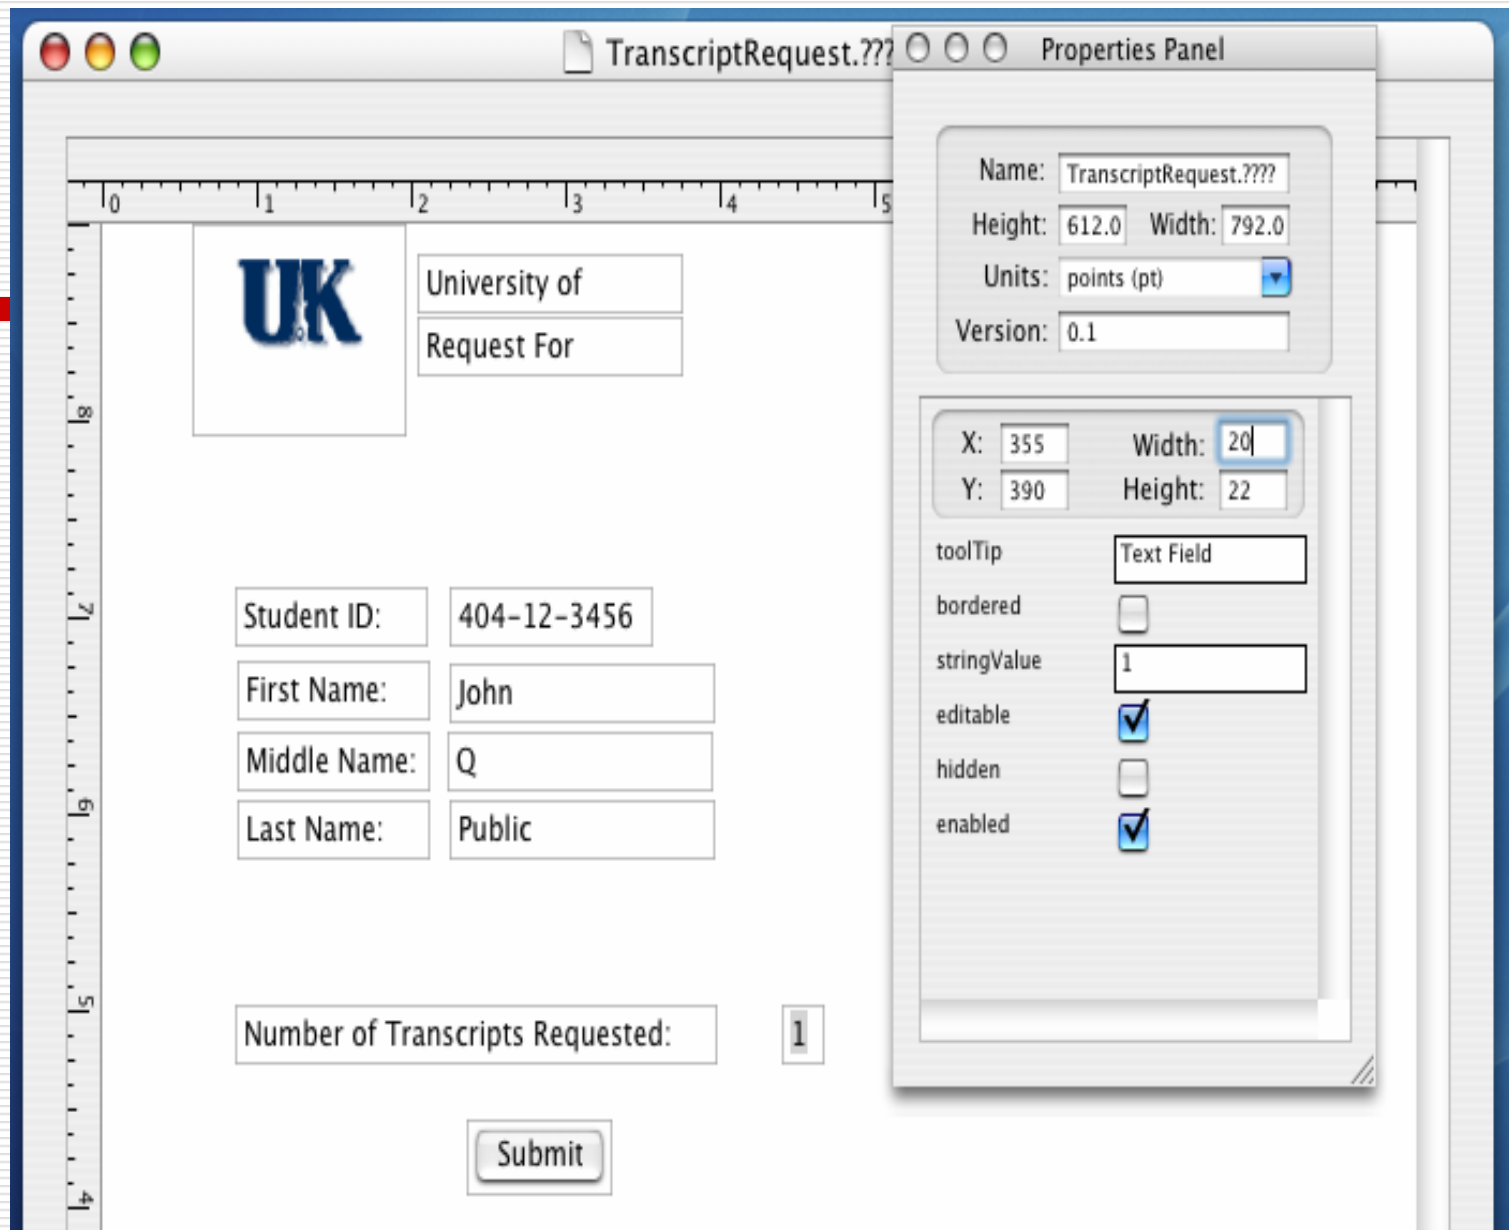 TranscriptRequest.???
Properties Panel
Name: TranscriptRequest.????
Height: 612.0 Width: 792.0
Units: points (pt)
Version: 0.1
X: 355 Width: 20
Y: 390 Height: 22
toolTip Text Field
bordered
stringValue 1
editable
hidden
enabled
0 1 2 3 4 5
8
7
6
5
4
UK
University of
Request For
Student ID: 404-12-3456
First Name: John
Middle Name: Q
Last Name: Public
Number of Transcripts Requested: 1
Submit